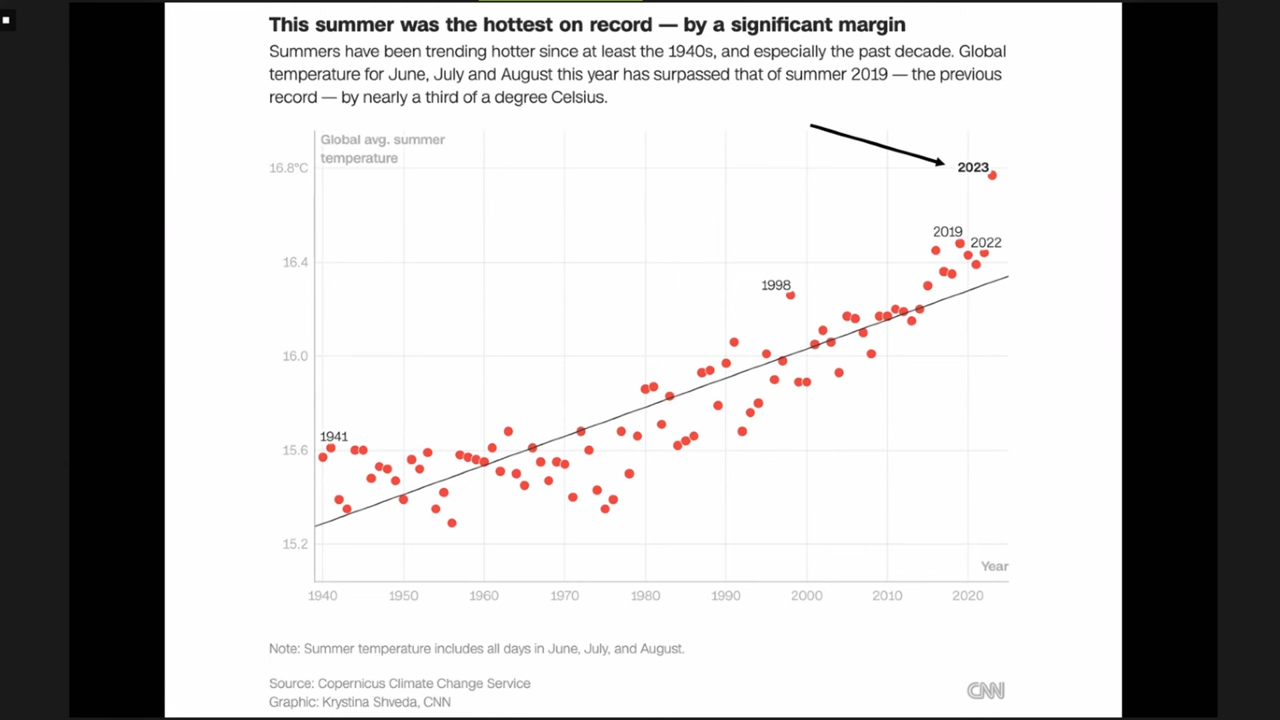 This summer was the hottest on record — by a significant margin
Summers have been trending hotter since at least the 1940s, and especially the past decade. Global
temperature for June, July and August this year has surpassed that of summer 2019 — the previous
record — by nearly a third of a degree Celsius.
Global avg. summer
temperature
16.8°C
2023
2019
2022
16.4
1998
16.0
1941
15.6
15.2
Year
1940 1950 1960 1970 1980 1990 2000 2010 2020
Note: Summer temperature includes all days in June, July, and August.
Source: Copernicus Climate Change Service
Graphic: Krystina Shveda, CNN
CNN